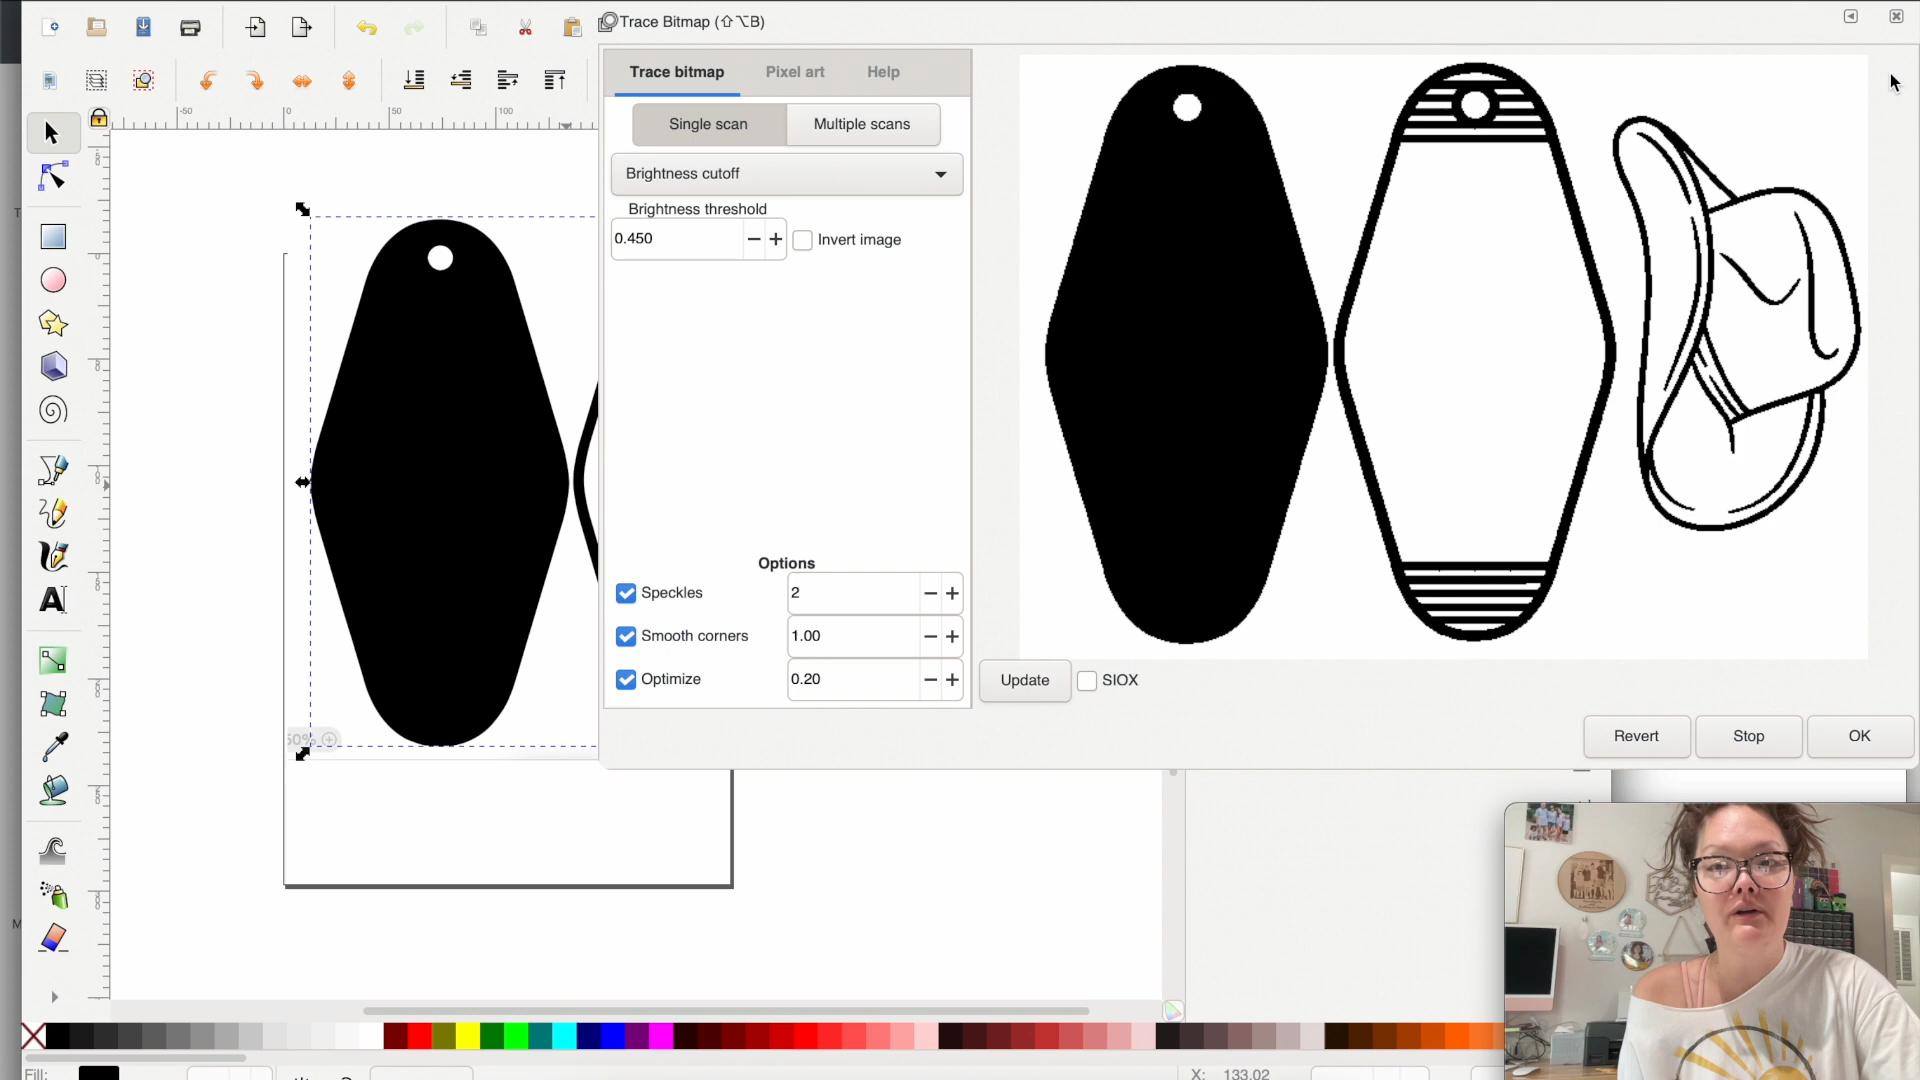 Trace Bitmap (⇧⌥B)
Trace bitmap Pixel art Help
Single scan Multiple scans
Brightness cutoff
Brightness threshold
0.450 Invert image
Options
Speckles 2
Smooth corners 1.00
Optimize 0.20
Update SIOX
Revert Stop OK
-50 0 50 100
50%
Fill:
X: 133.02